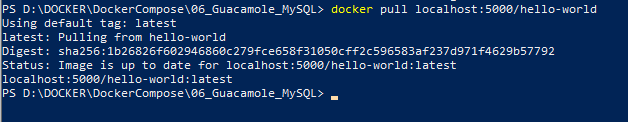 PS D:\DOCKER\DockerCompose\06_Guacamole_MySQL> docker pull localhost:5000/hello-world
Using default tag: latest
latest: Pulling from hello-world
Digest: sha256:1b26826f602946860c279fce658f31050cff2c596583af237d971f4629b57792
Status: Image is up to date for localhost:5000/hello-world:latest
localhost:5000/hello-world:latest
PS D:\DOCKER\DockerCompose\06_Guacamole_MySQL>